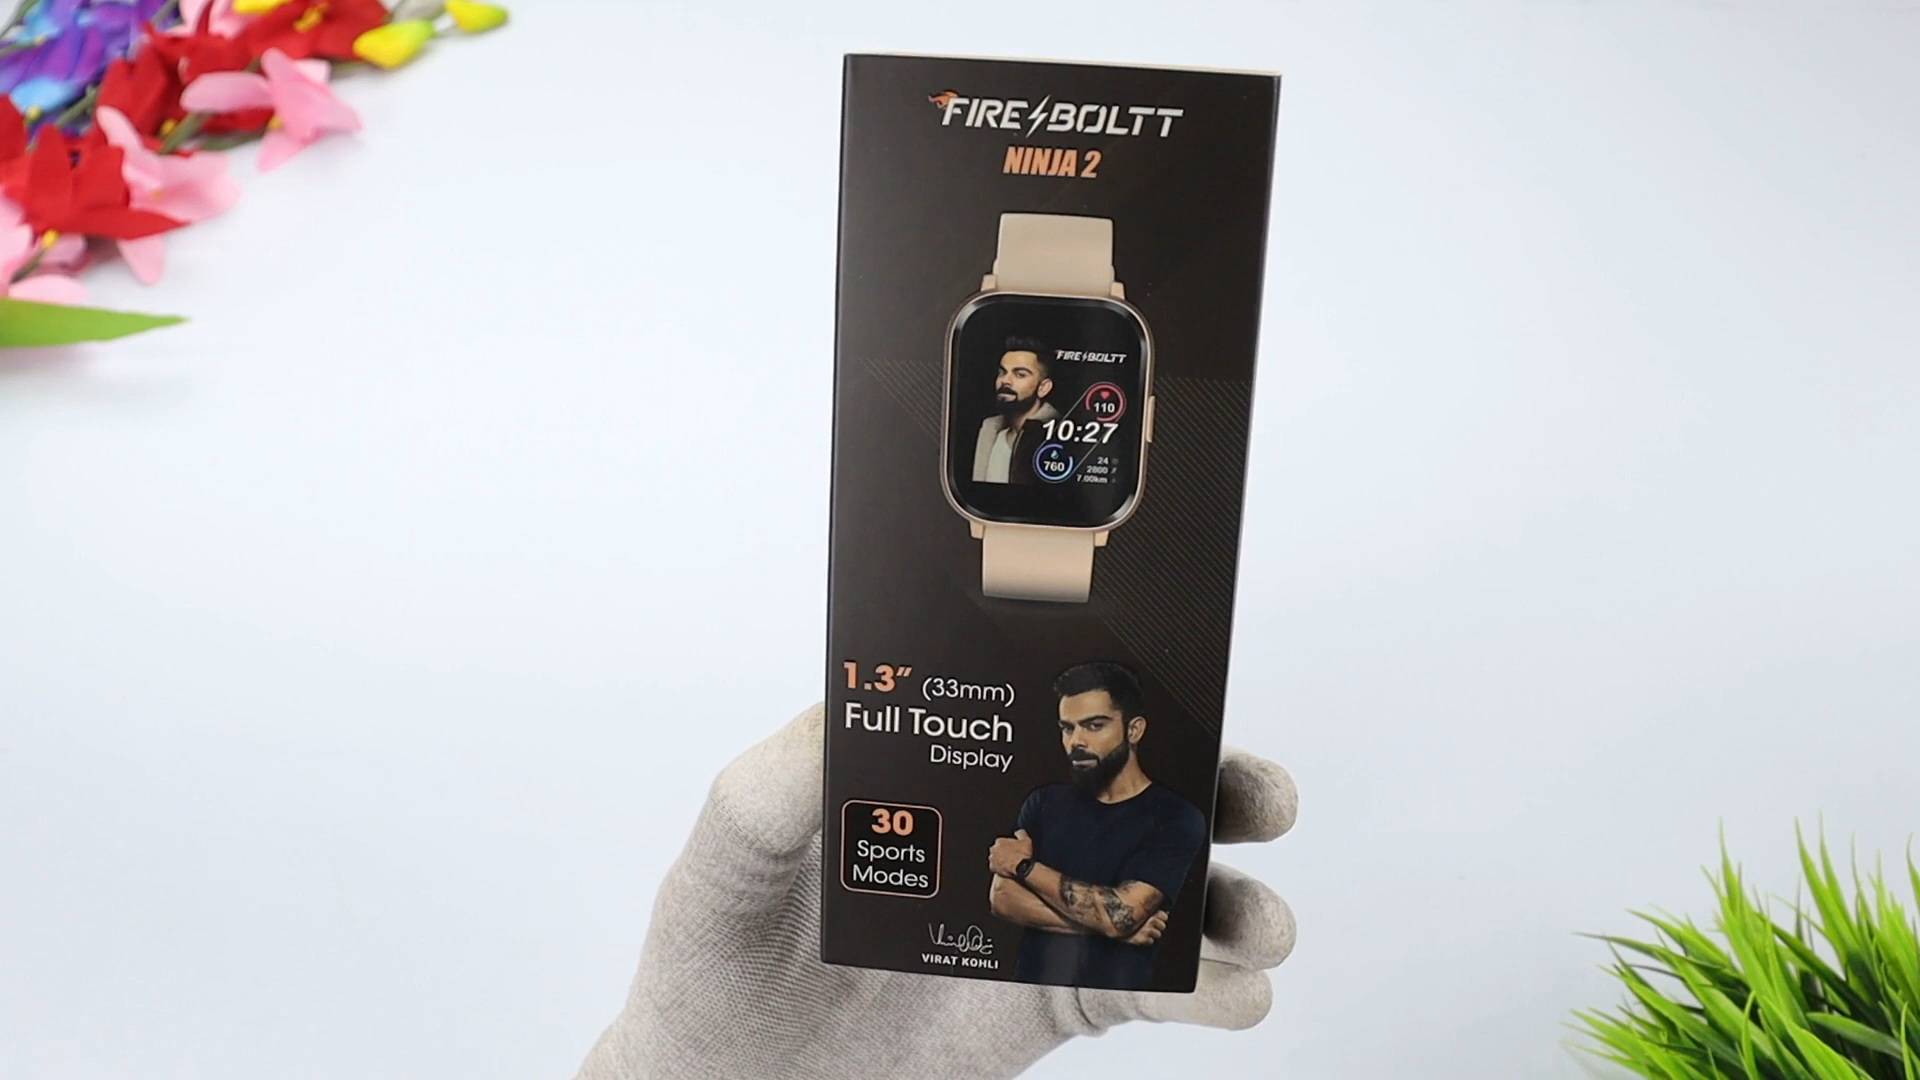 FIRE BOLTT
NINJA 2
FIRE BOLTT
110
10:27
760
24
2800
7.00km
1.3” (33mm)
Full Touch
Display
30
Sports
Modes
VIRAT KOHLI